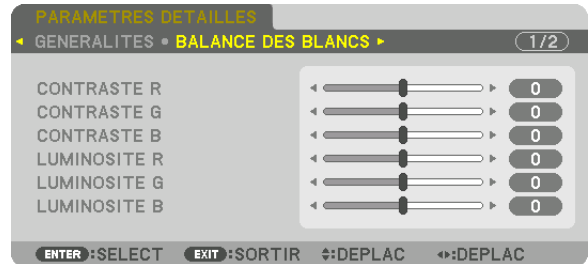 PARAMETRES DETAILLES
GENERALITES • BALANCE DES BLANCS 1/2
CONTRASTE R 0
CONTRASTE G 0
CONTRASTE B 0
LUMINOSITE R 0
LUMINOSITE G 0
LUMINOSITE B 0
ENTER :SELECT EXIT :SORTIR :DEPLAC :DEPLAC